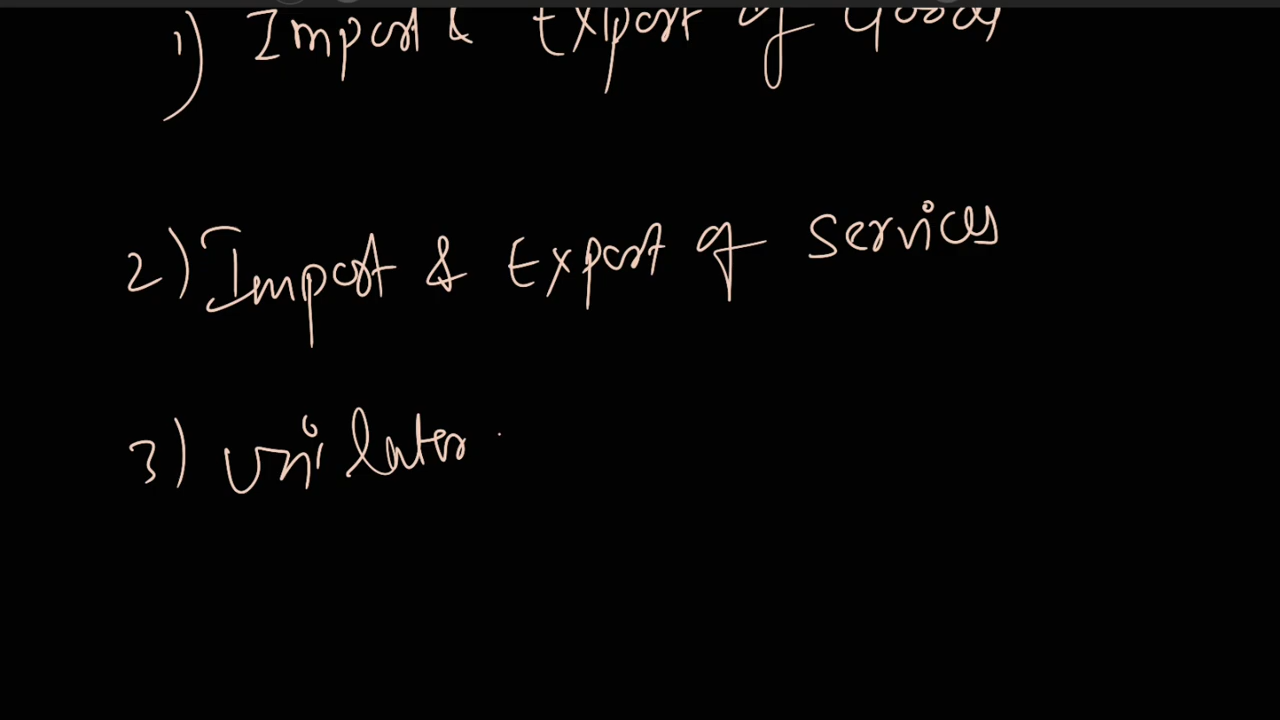 1) Import & Export of Goods
2) Import & Export of Services
3) Unilater